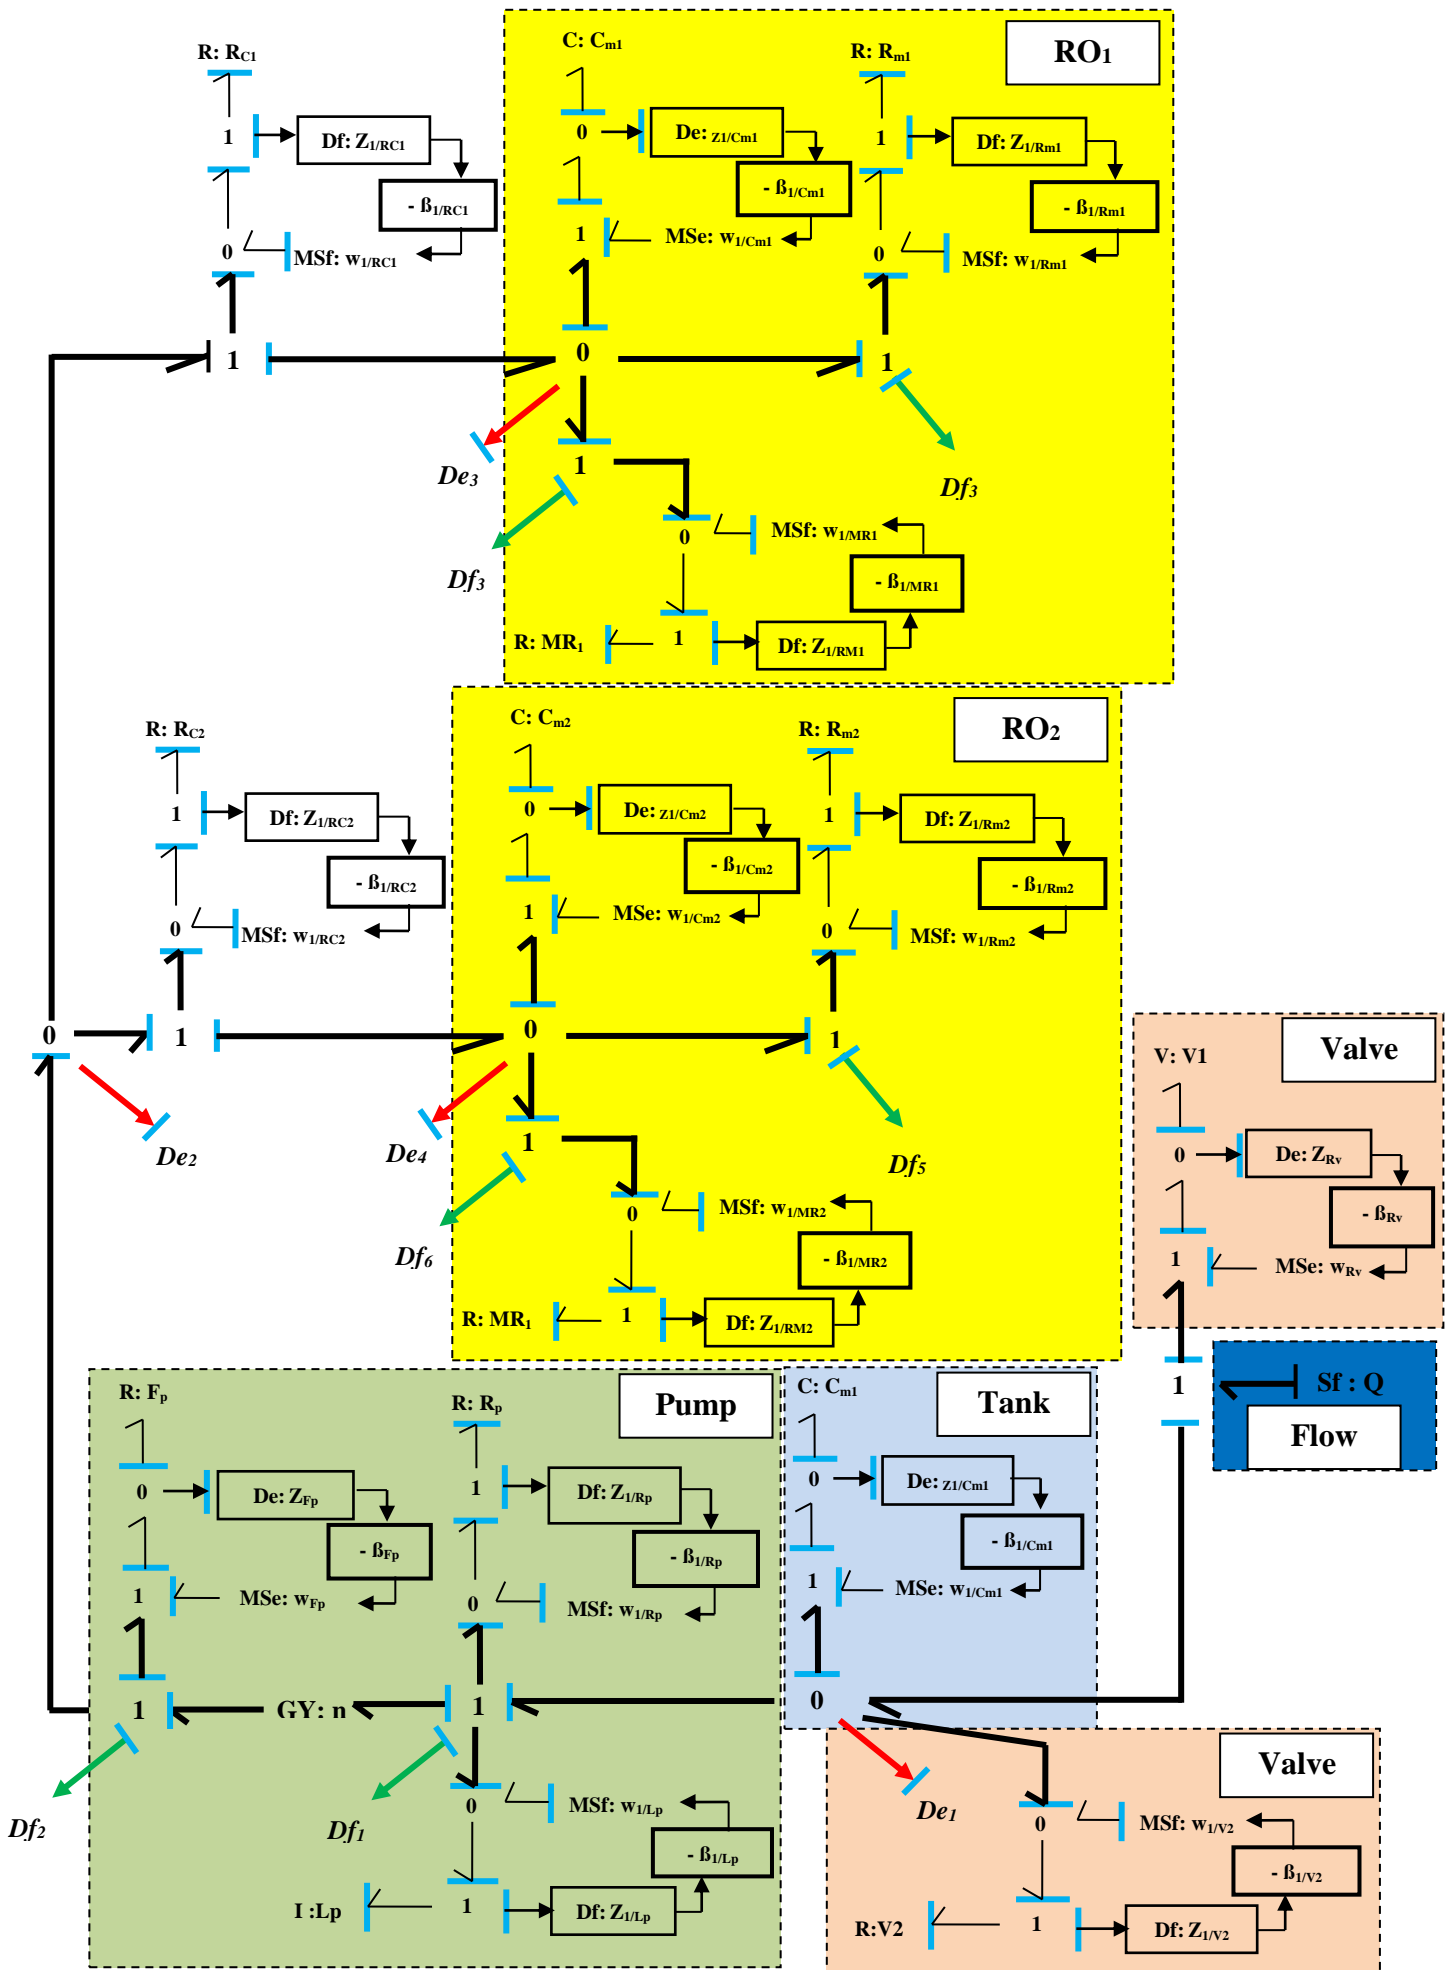 C: Cm1
RO1
R: RC1
R: Rm1
1
Df: Z1/RC1
0
De: Z1/Cm1
1
Df: Z1/Rm1
- ß1/RC1
- ß1/Cm1
- ß1/Rm1
0
MSf: w1/RC1
1
MSe: w1/Cm1
0
MSf: w1/Rm1
1
0
1
De3
1
Df3
Df3
0
MSf: w1/MR1
- ß1/MR1
R: MR1
1
Df: Z1/RM1
C: Cm2
RO2
R: RC2
R: Rm2
1
Df: Z1/RC2
0
De: Z1/Cm2
1
Df: Z1/Rm2
- ß1/RC2
- ß1/Cm2
- ß1/Rm2
0
MSf: w1/RC2
1
MSe: w1/Cm2
0
MSf: w1/Rm2
0
1
0
1
Valve
V: V1
De2
De4
1
Df5
0
De: ZRv
0
MSf: w1/MR2
- ßRv
Df6
- ß1/MR2
1
MSe: wRv
R: MR1
1
Df: Z1/RM2
R: Fp
R: Rp
Pump
C: Cm1
Tank
1
Sf : Q
Flow
0
De: ZFp
1
Df: Z1/Rp
0
De: Z1/Cm1
- ßFp
- ß1/Rp
- ß1/Cm1
1
MSe: wFp
0
MSf: w1/Rp
1
MSe: w1/Cm1
1
GY: n
1
0
Valve
Df2
Df1
0
MSf: w1/Lp
De1
0
MSf: w1/V2
- ß1/Lp
- ß1/V2
I :Lp
1
Df: Z1/Lp
R:V2
1
Df: Z1/V2